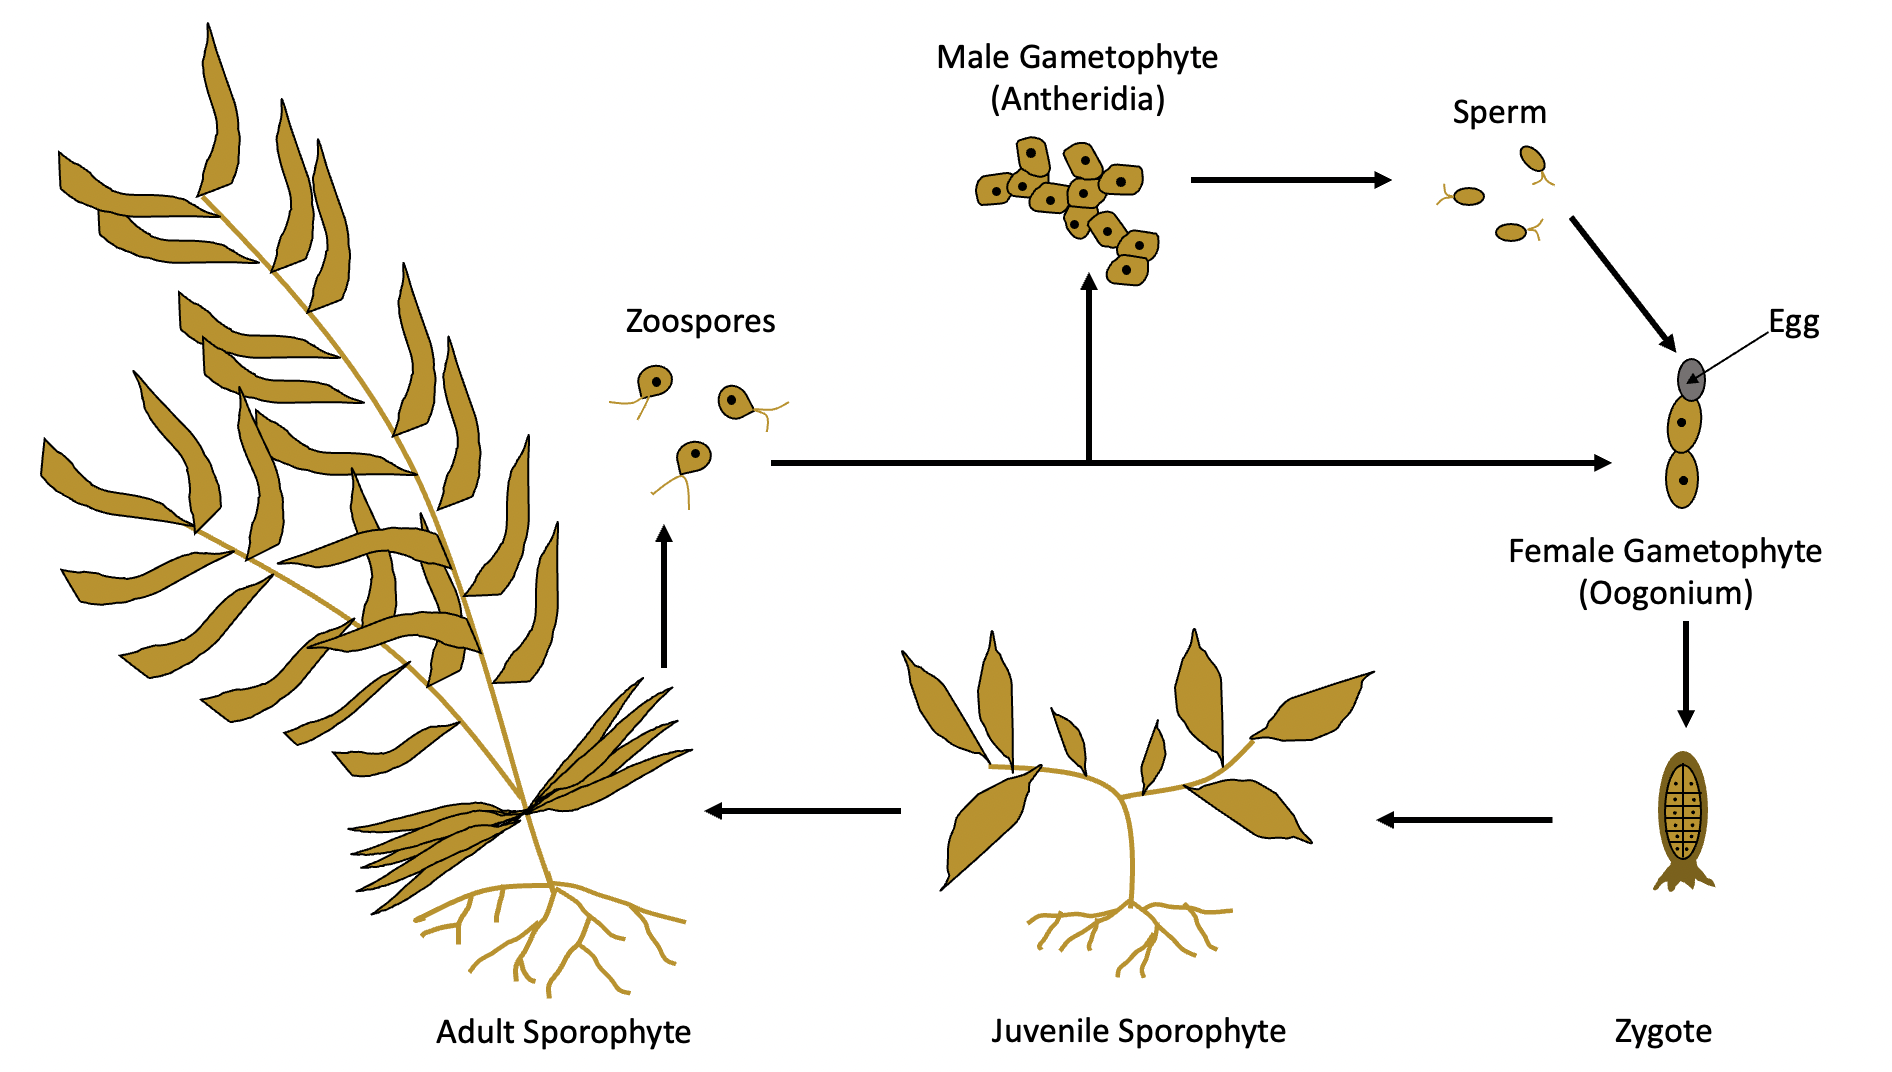 Male Gametophyte
(Antheridia)
Sperm
Zoospores
Egg
Female Gametophyte
(Oogonium)
Adult Sporophyte
Juvenile Sporophyte
Zygote